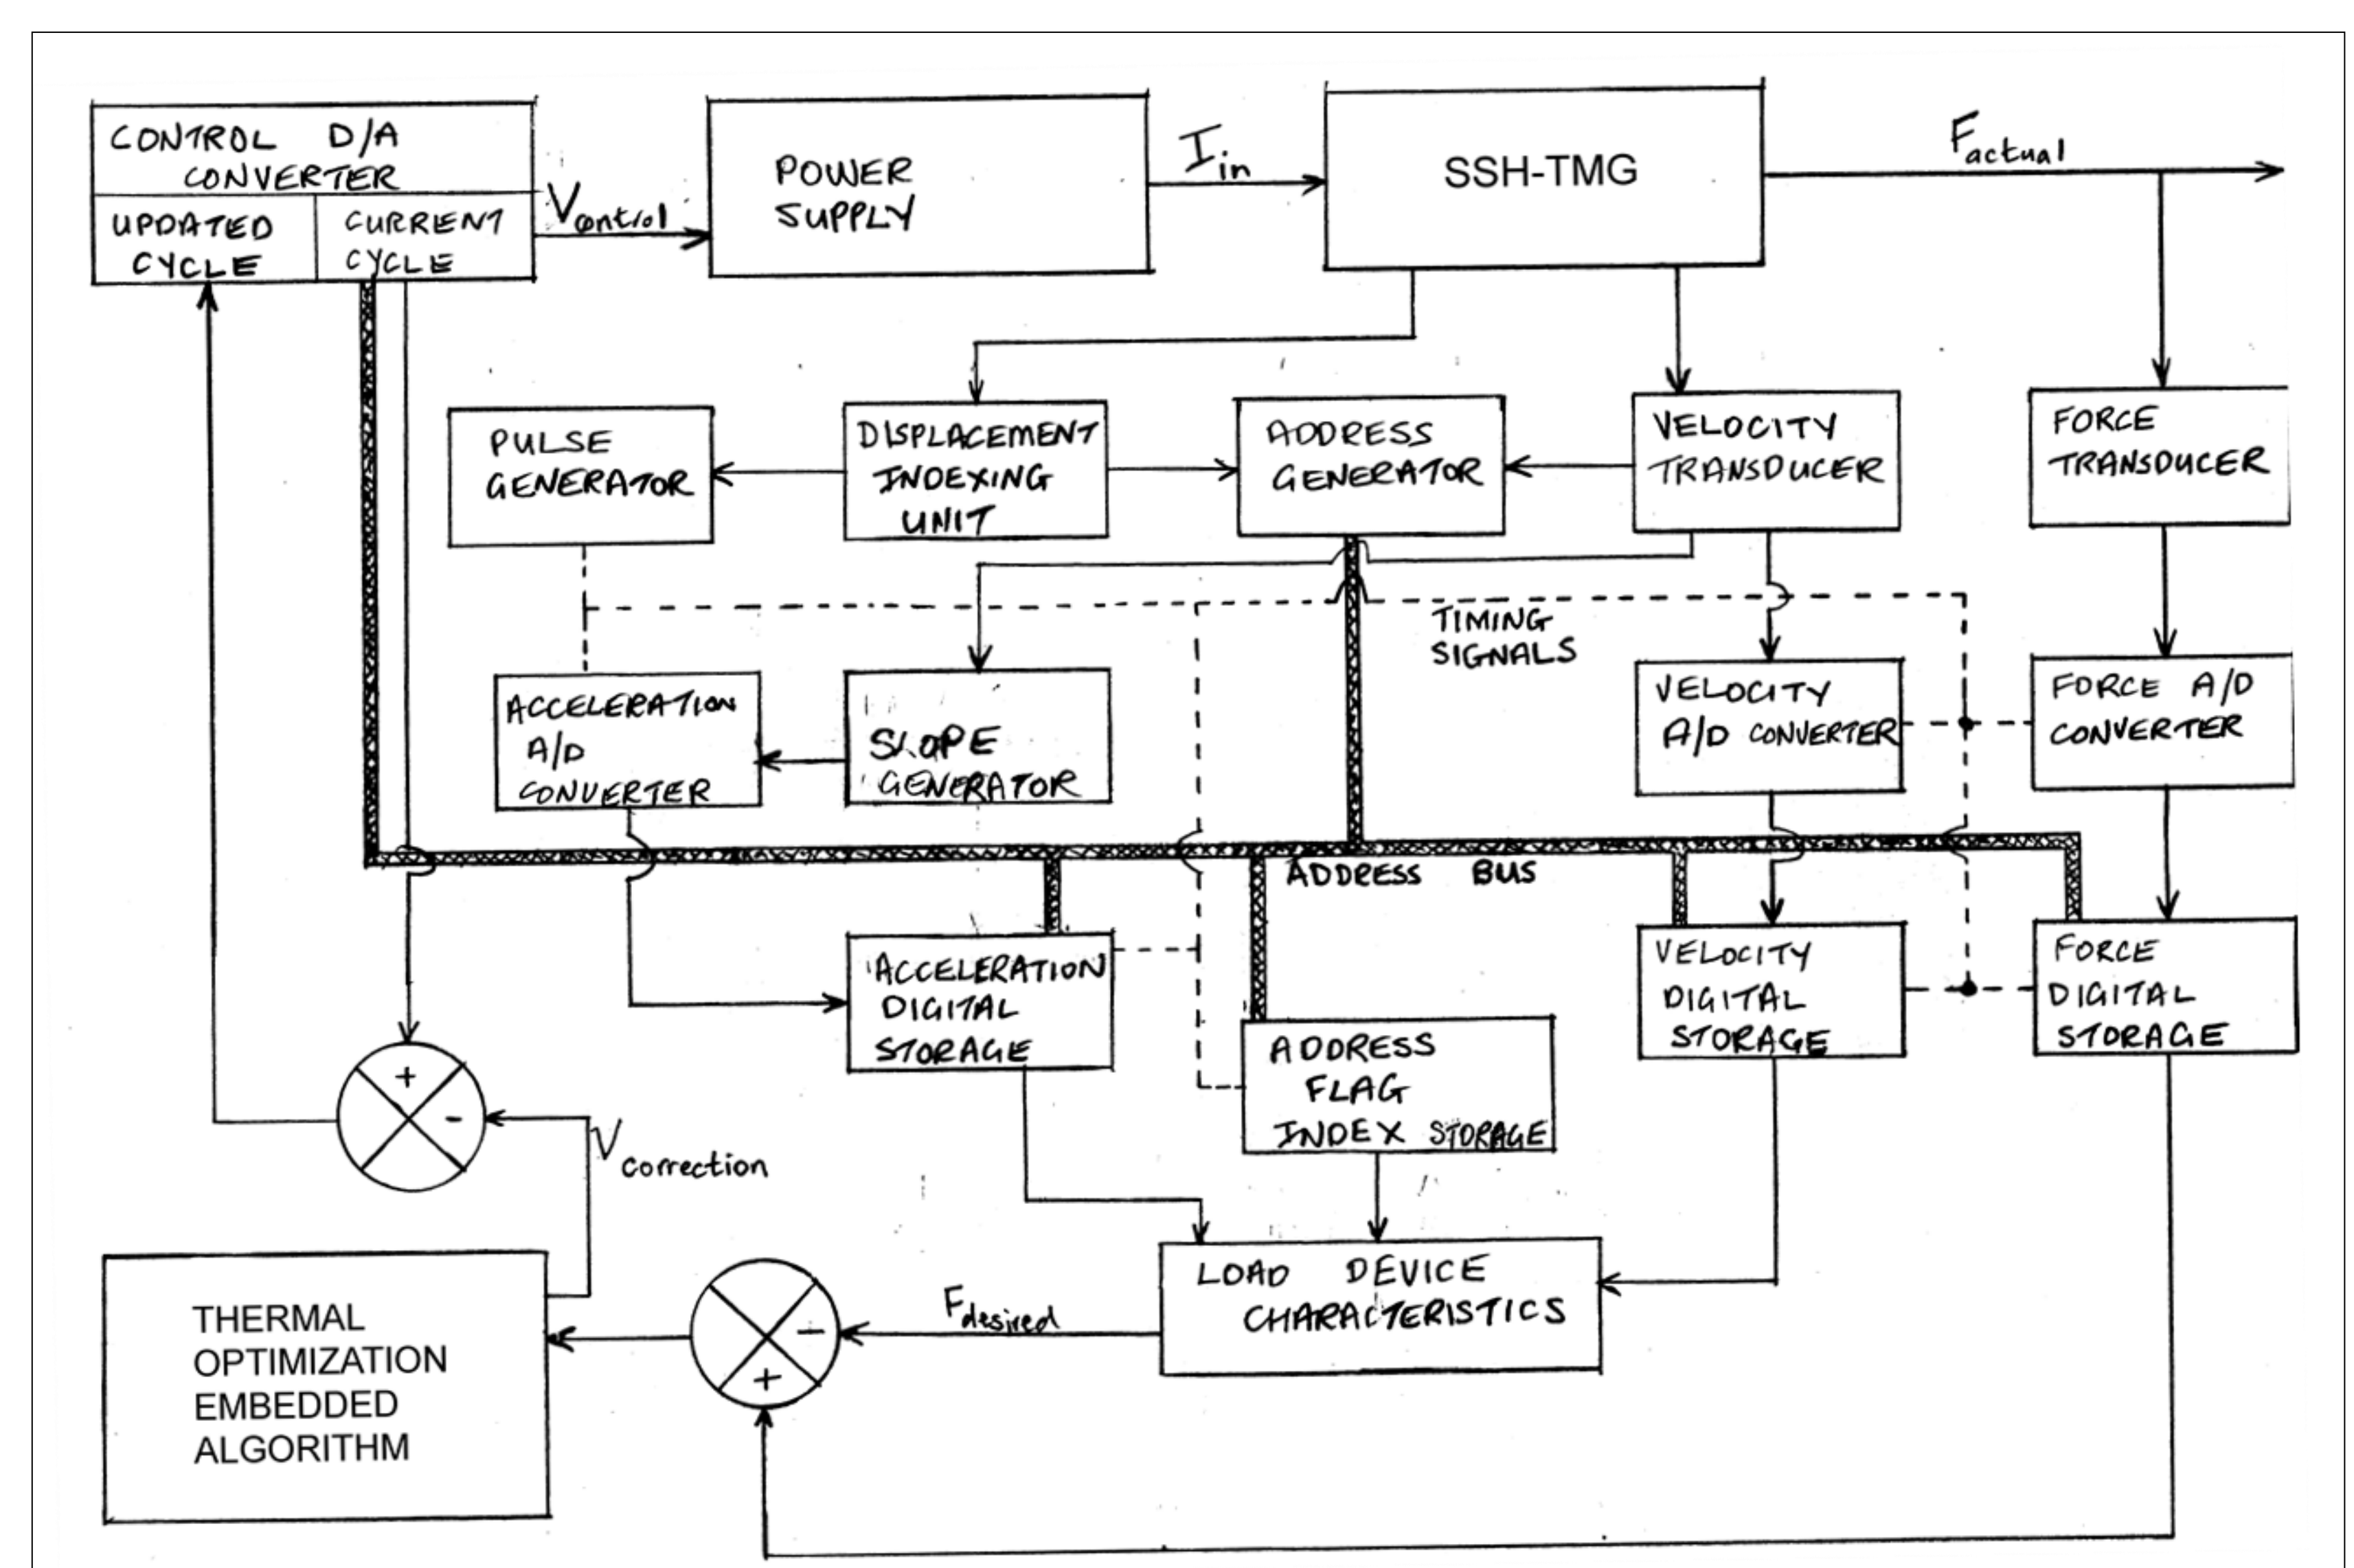 CONTROL D/A
CONVERTER
UPDATED
CYCLE
CURRENT
CYCLE
Vcontrol
POWER
SUPPLY
Iin
SSH-TMG
Factual
PULSE
GENERATOR
DISPLACEMENT
INDEXING
UNIT
ADDRESS
GENERATOR
VELOCITY
TRANSDUCER
FORCE
TRANSDUCER
TIMING
SIGNALS
ACCELERATION
A/D
CONVERTER
SLOPE
GENERATOR
VELOCITY
A/D CONVERTER
FORCE A/D
CONVERTER
ADDRESS BUS
ACCELERATION
DIGITAL
STORAGE
ADDRESS
FLAG
INDEX STORAGE
VELOCITY
DIGITAL
STORAGE
FORCE
DIGITAL
STORAGE
+
-
Vcorrection
THERMAL
OPTIMIZATION
EMBEDDED
ALGORITHM
-
+
Fdesired
LOAD DEVICE
CHARACTERISTICS